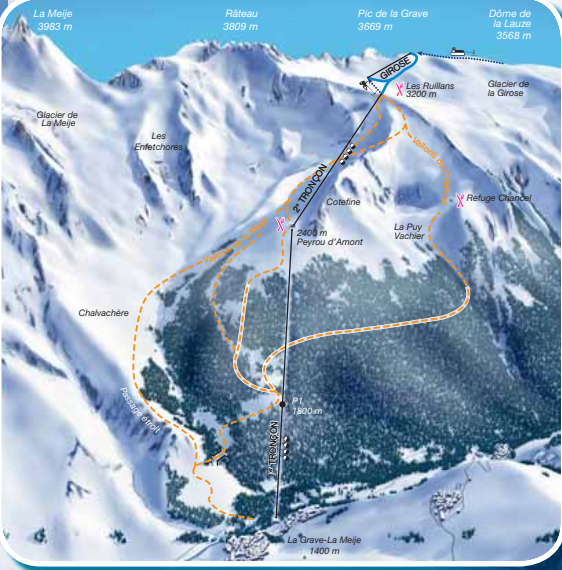 La Meije
3983 m
Râteau
3809 m
Pic de la Grave
3669 m
Dôme de
la Lauze
3568 m
GIROSE
Les Ruillans
3200 m
Glacier de
la Girose
Glacier de
La Meije
Les
Enfetchores
Vallons de
2e TRONÇON
Cotefine
Refuge Chancel
La Puy
Vachier
2400 m
Peyrou d'Amont
Chalvachère
Passage étroit
P1
1800 m
1er TRONÇON
La Grave-La Meije
1400 m